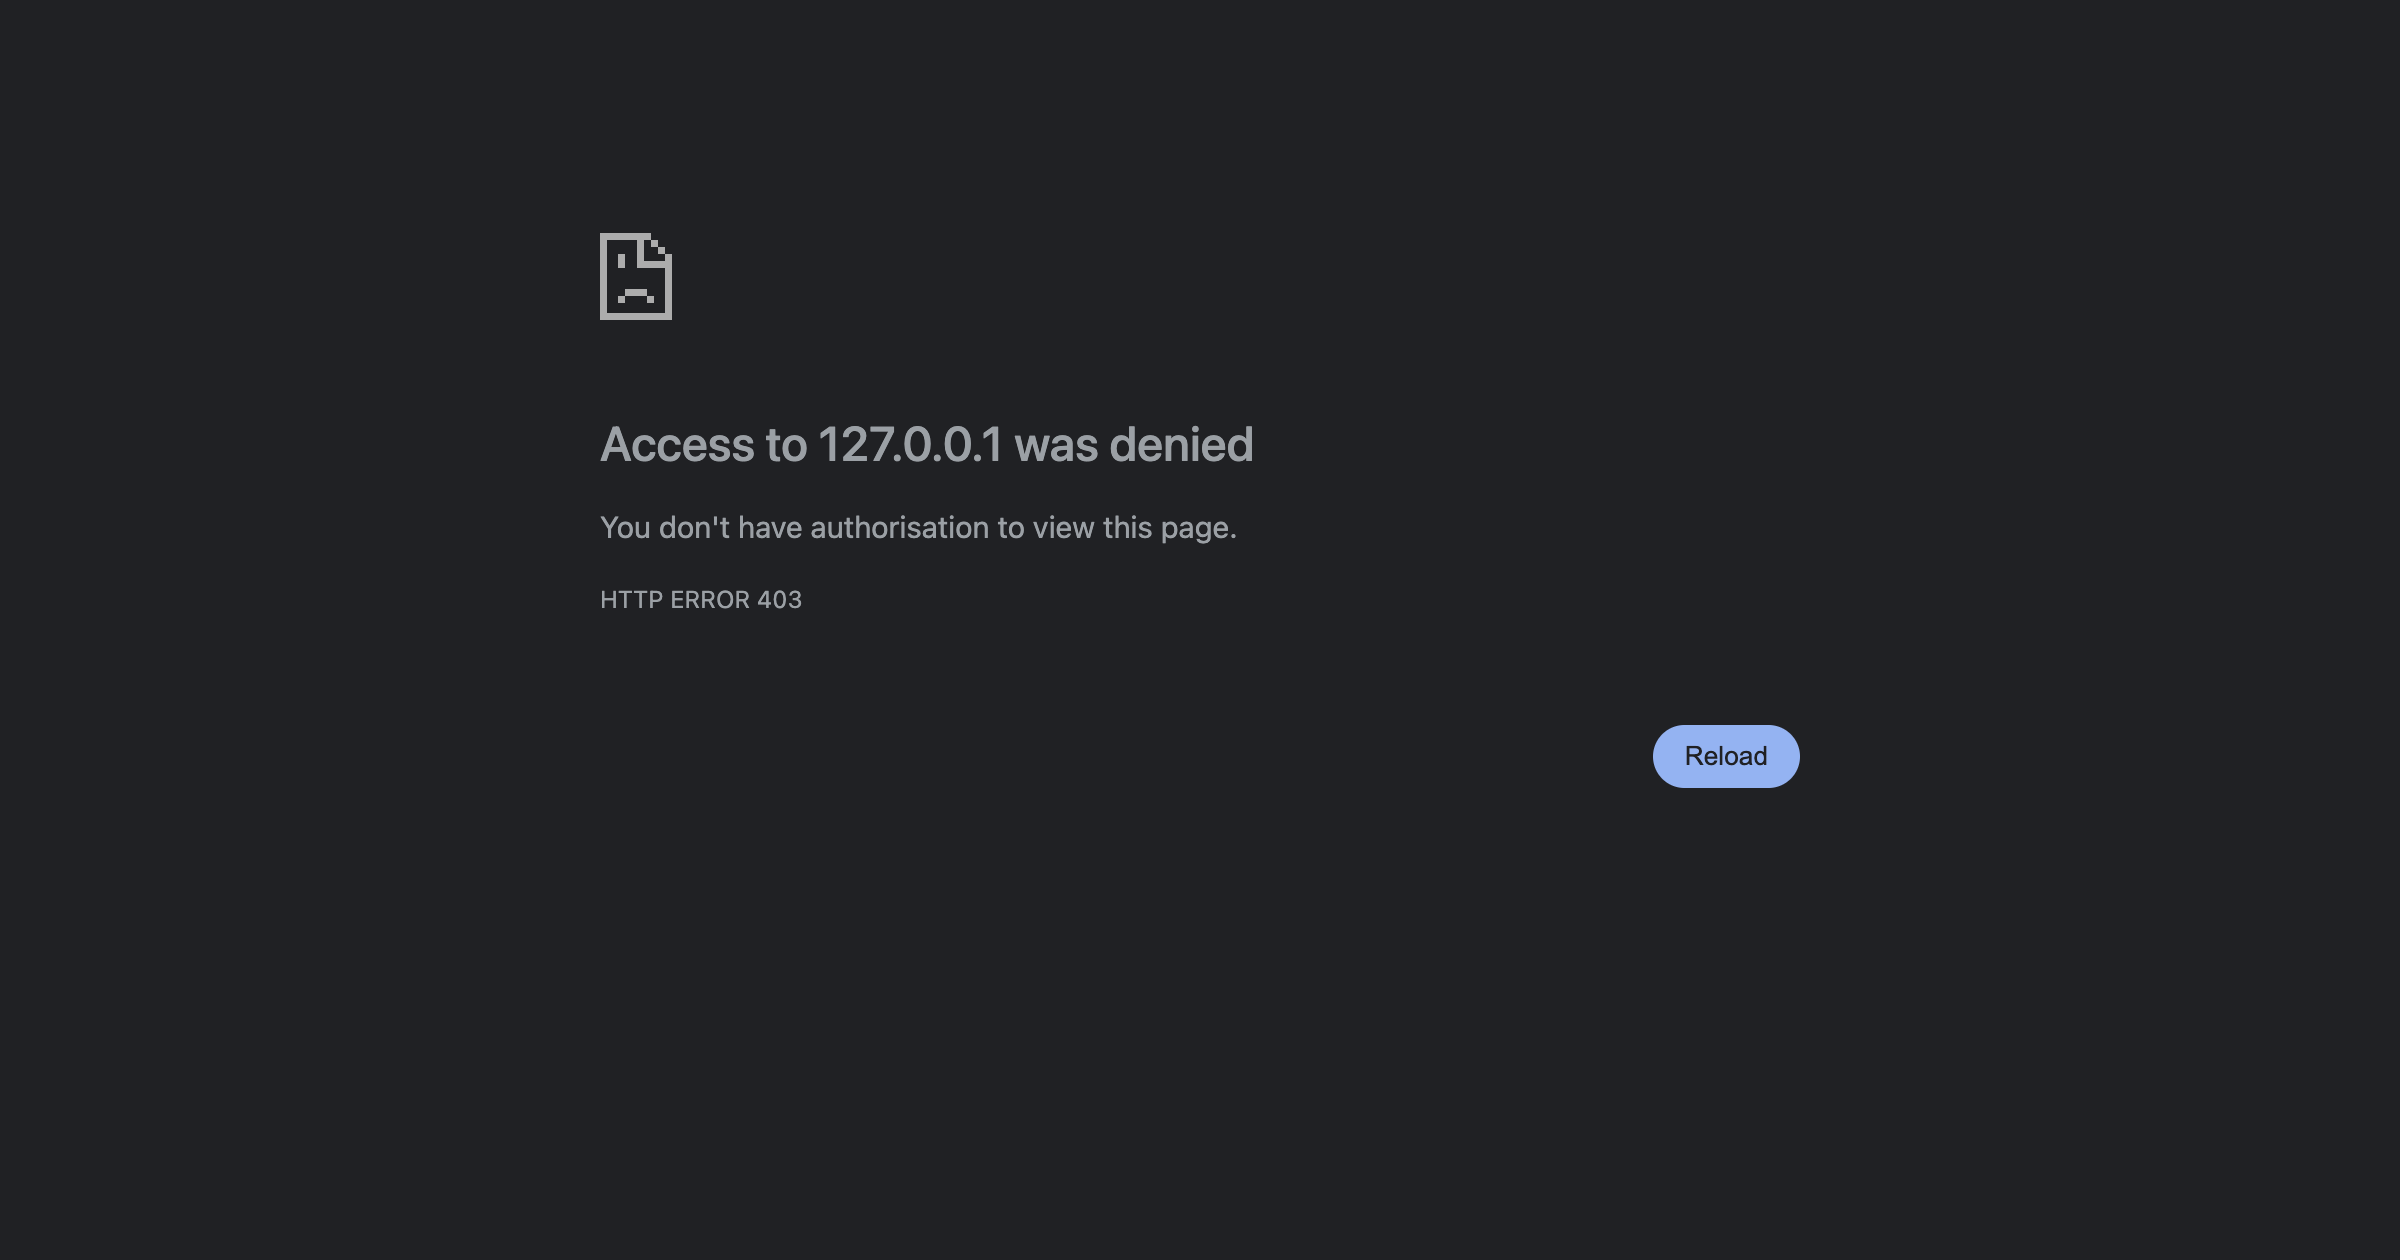 Access to 127.0.0.1 was denied
You don't have authorisation to view this page.
HTTP ERROR 403
Reload